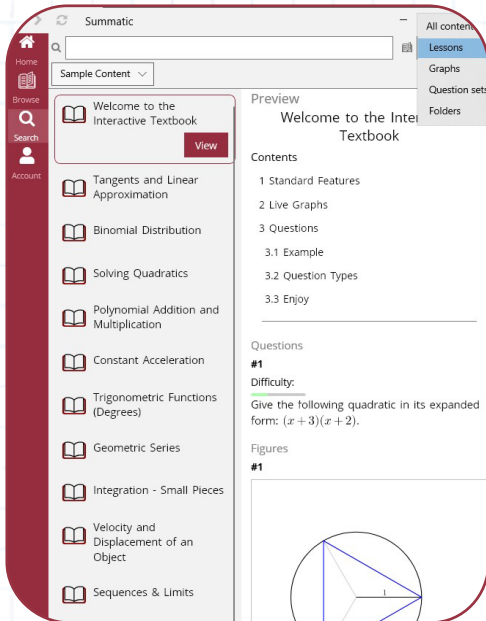 Summatic
All content
Lessons
Graphs
Question sets
Folders
Home
Browse
Search
Account
Sample Content
Welcome to the
Interactive Textbook
View
Tangents and Linear
Approximation
Binomial Distribution
Solving Quadratics
Polynomial Addition and
Multiplication
Constant Acceleration
Trigonometric Functions
(Degrees)
Geometric Series
Integration - Small Pieces
Velocity and
Displacement of an
Object
Sequences & Limits
Preview
Welcome to the Inter
Textbook
Contents
1 Standard Features
2 Live Graphs
3 Questions
3.1 Example
3.2 Question Types
3.3 Enjoy
Questions
#1
Difficulty:
Give the following quadratic in its expanded
form: (x + 3)(x + 2).
Figures
#1
1